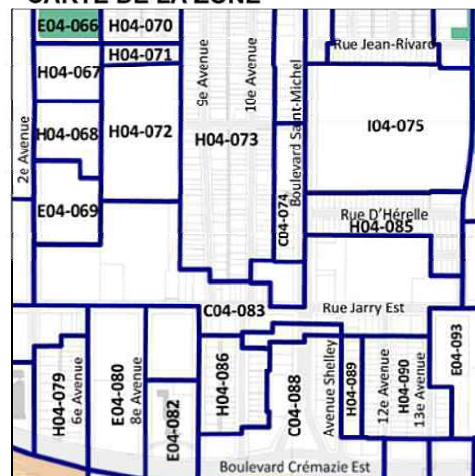 CARTE DE LA ZONE
E04-066
H04-070
Rue Jean-Rivard
H04-071
H04-067
2e Avenue
9e Avenue
10e Avenue
Boulevard Saint-Michel
H04-068
H04-072
H04-073
I04-075
E04-069
C04-074
Rue D'Hérelle
H04-085
C04-083
Rue Jarry Est
H04-079
6e Avenue
E04-080
8e Avenue
E04-082
H04-086
C04-088
Avenue Shelley
H04-089
12e Avenue
H04-090
13e Avenue
E04-093
Boulevard Crémazie Est